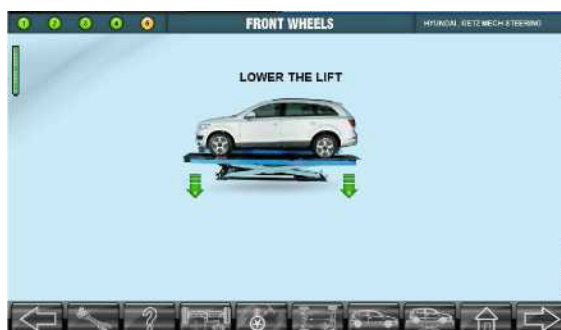 1 2 3 4 5 FRONT WHEELS HYUNDAI, GETZ MECH STEERING
LOWER THE LIFT